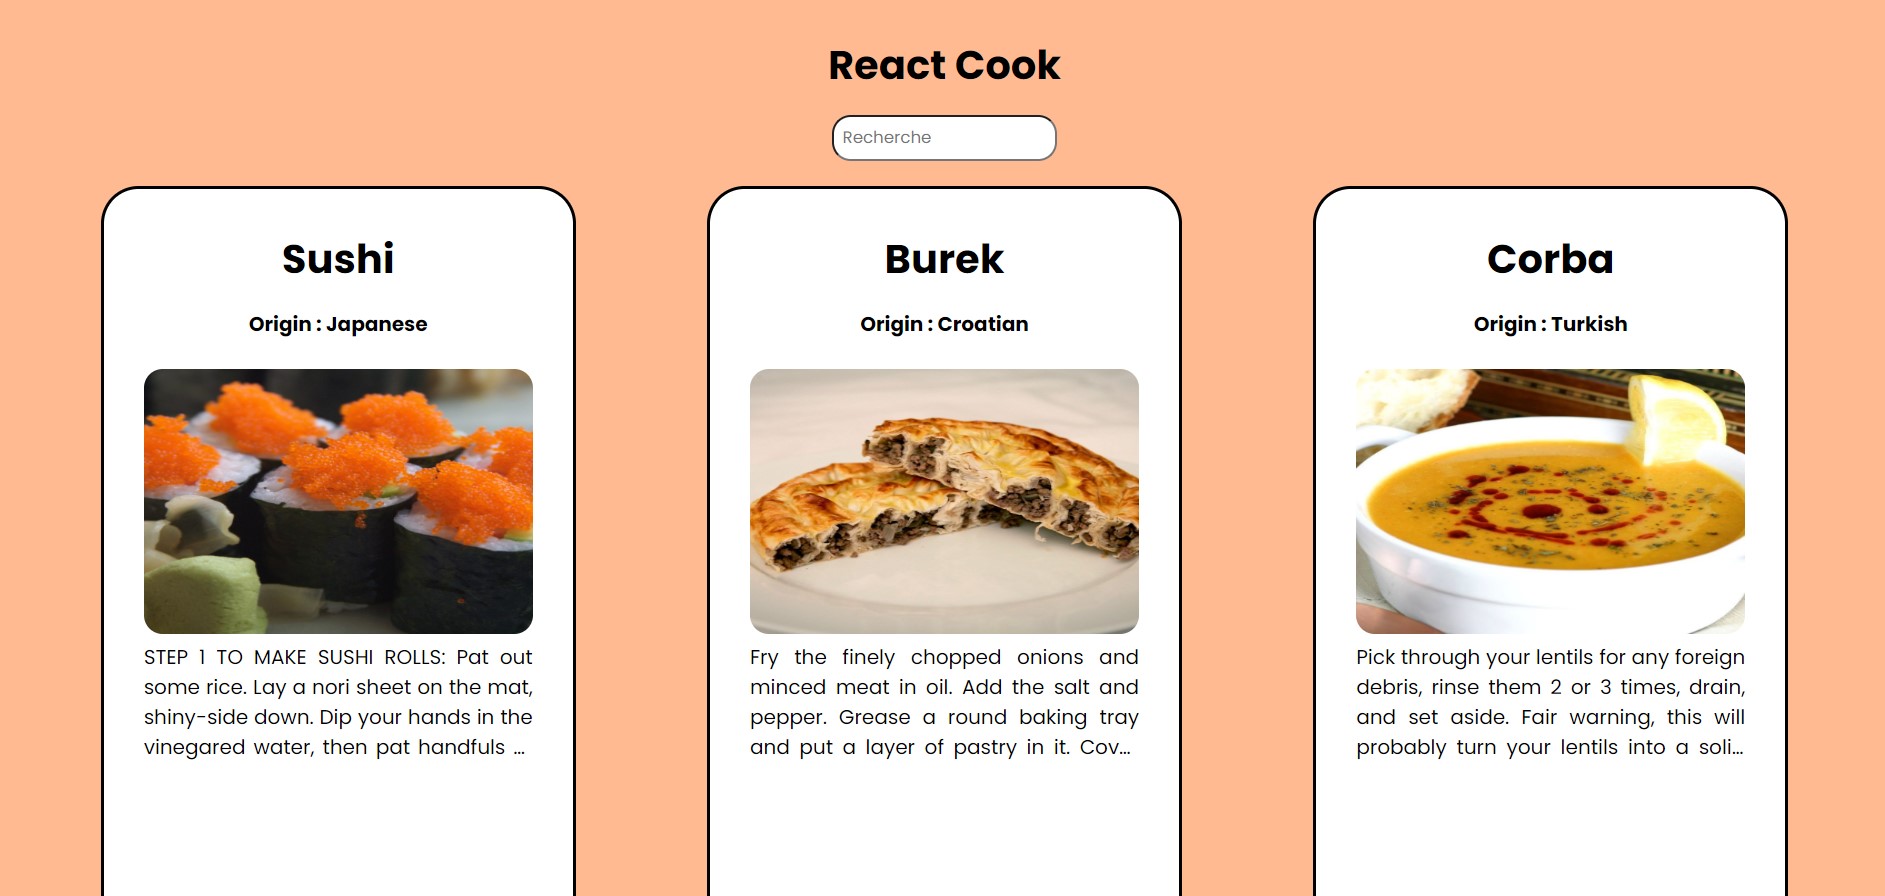 React Cook
Recherche
Sushi
Origin : Japanese
STEP 1 TO MAKE SUSHI ROLLS: Pat out
some rice. Lay a nori sheet on the mat,
shiny-side down. Dip your hands in the
vinegared water, then pat handfuls ...
Burek
Origin : Croatian
Fry the finely chopped onions and
minced meat in oil. Add the salt and
pepper. Grease a round baking tray
and put a layer of pastry in it. Cov...
Corba
Origin : Turkish
Pick through your lentils for any foreign
debris, rinse them 2 or 3 times, drain,
and set aside. Fair warning, this will
probably turn your lentils into a soli...